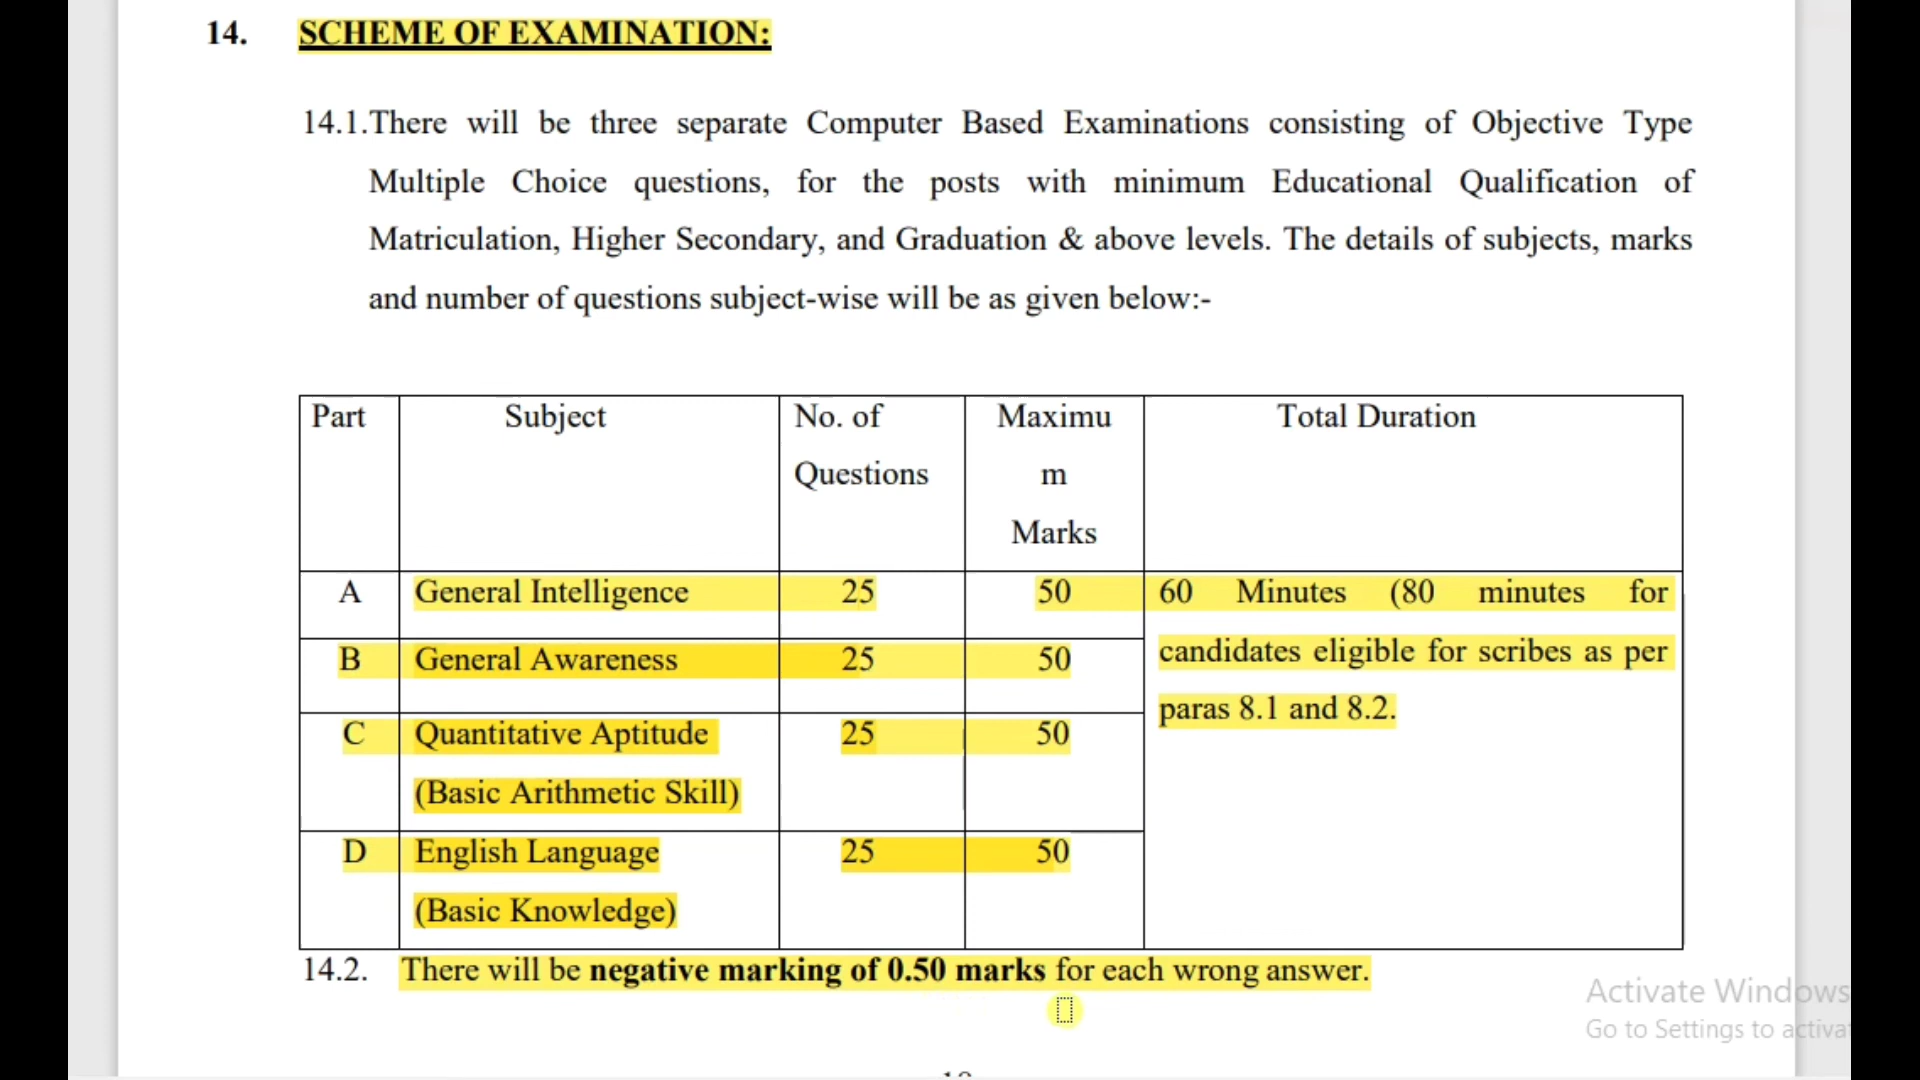 14. SCHEME OF EXAMINATION:
14.1.There will be three separate Computer Based Examinations consisting of Objective Type
Multiple Choice questions, for the posts with minimum Educational Qualification of
Matriculation, Higher Secondary, and Graduation & above levels. The details of subjects, marks
and number of questions subject-wise will be as given below:-
Part Subject No. of Questions Maximu m Marks Total Duration
A General Intelligence 25 50 60 Minutes (80 minutes for
candidates eligible for scribes as per
paras 8.1 and 8.2.
B General Awareness 25 50
C Quantitative Aptitude 25 50
(Basic Arithmetic Skill)
D English Language 25 50
(Basic Knowledge)
14.2. There will be negative marking of 0.50 marks for each wrong answer.
Activate Windows
Go to Settings to activa